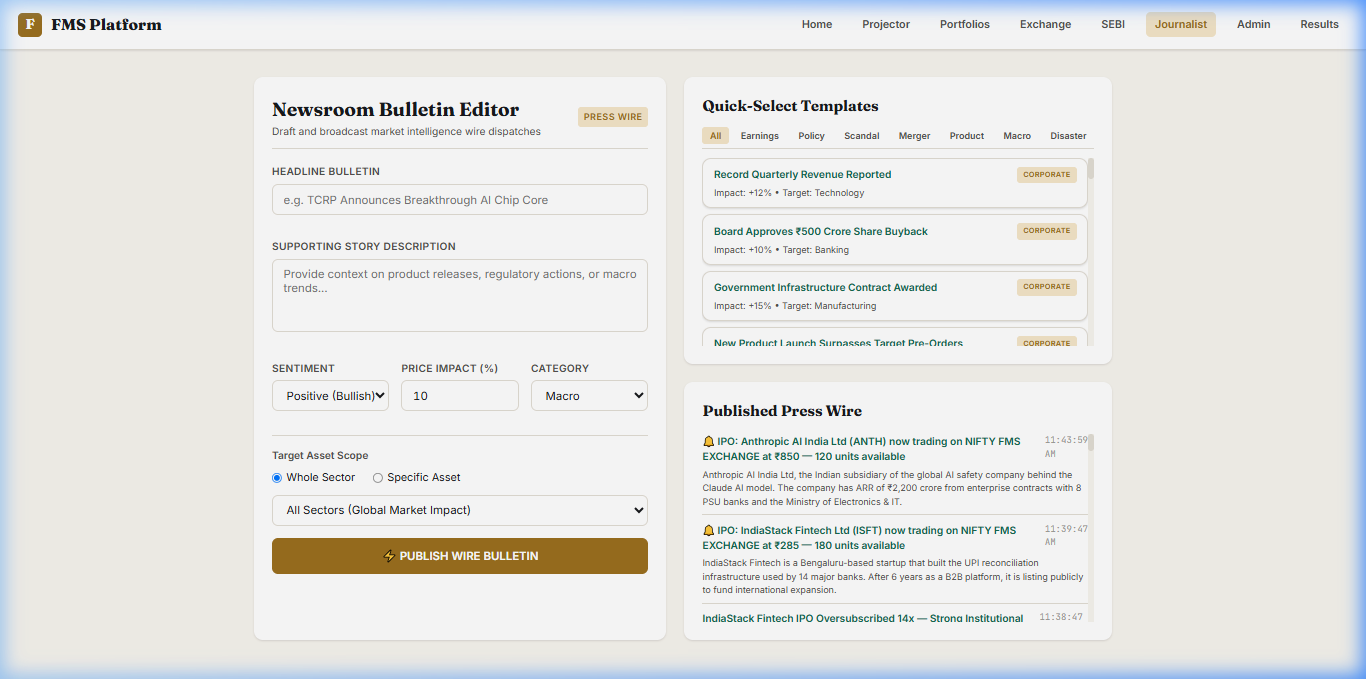 F FMS Platform
Home Projector Portfolios Exchange SEBI Journalist Admin Results
Newsroom Bulletin Editor
PRESS WIRE
Draft and broadcast market intelligence wire dispatches
HEADLINE BULLETIN
e.g. TCRP Announces Breakthrough AI Chip Core
SUPPORTING STORY DESCRIPTION
Provide context on product releases, regulatory actions, or macro
trends...
SENTIMENT PRICE IMPACT (%) CATEGORY
Positive (Bullish) 10 Macro
Target Asset Scope
Whole Sector Specific Asset
All Sectors (Global Market Impact)
⚡ PUBLISH WIRE BULLETIN
Quick-Select Templates
All Earnings Policy Scandal Merger Product Macro Disaster
Record Quarterly Revenue Reported CORPORATE
Impact: +12% • Target: Technology
Board Approves ₹500 Crore Share Buyback CORPORATE
Impact: +10% • Target: Banking
Government Infrastructure Contract Awarded CORPORATE
Impact: +15% • Target: Manufacturing
New Product Launch Surpasses Target Pre-Orders CORPORATE
Published Press Wire
🔔 IPO: Anthropic AI India Ltd (ANTH) now trading on NIFTY FMS 11:43:59
EXCHANGE at ₹850 — 120 units available AM
Anthropic AI India Ltd, the Indian subsidiary of the global AI safety company behind the
Claude AI model. The company has ARR of ₹2,200 crore from enterprise contracts with 8
PSU banks and the Ministry of Electronics & IT.
🔔 IPO: IndiaStack Fintech Ltd (ISFT) now trading on NIFTY FMS 11:39:47
EXCHANGE at ₹285 — 180 units available AM
IndiaStack Fintech is a Bengaluru-based startup that built the UPI reconciliation
infrastructure used by 14 major banks. After 6 years as a B2B platform, it is listing publicly
to fund international expansion.
IndiaStack Fintech IPO Oversubscribed 14x — Strong Institutional 11:38:47